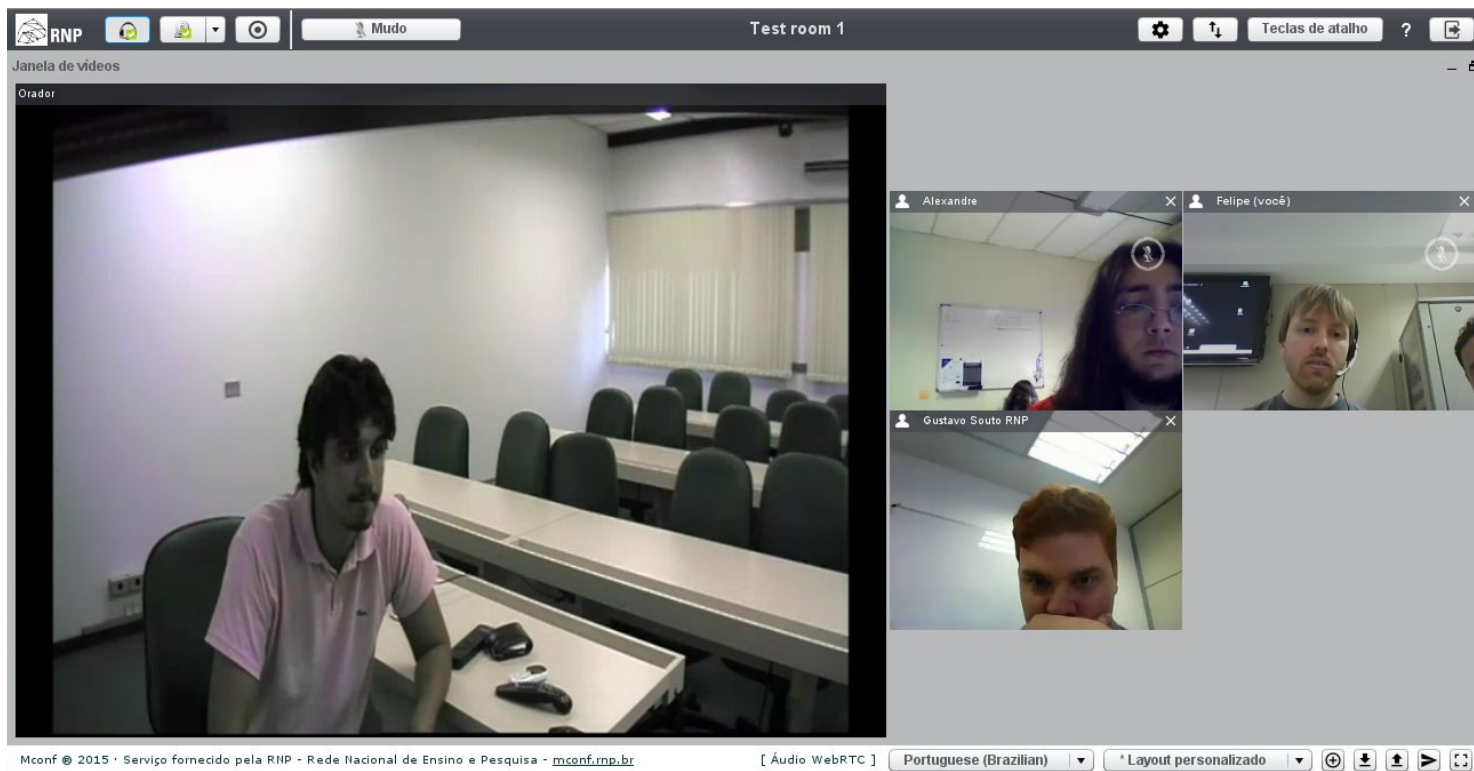 RNP
Mudo
Test room 1
Teclas de atalho
?
Janela de vídeos
Orador
Alexandre
Felipe (você)
Gustavo Souto RNP
Mconf ® 2015 · Serviço fornecido pela RNP - Rede Nacional de Ensino e Pesquisa - mconf.rnp.br
[ Áudio WebRTC ]
Portuguese (Brazilian)
* Layout personalizado